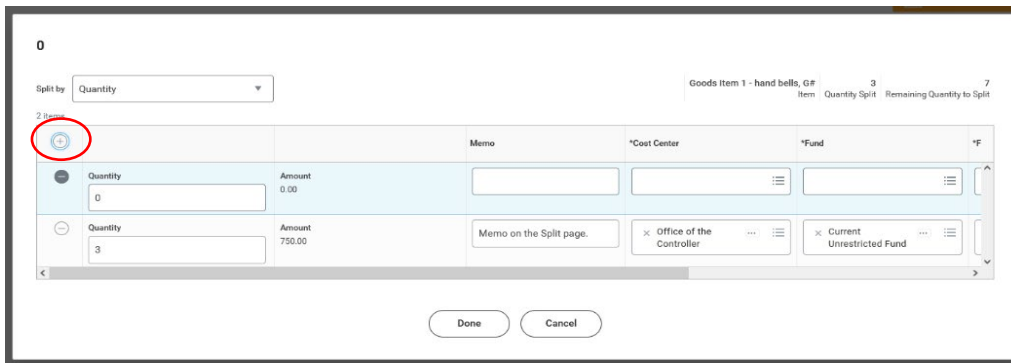 0
Split by Quantity
Goods Item 1 - hand bells, G# 3 7
Item Quantity Split Remaining Quantity to Split
2 items
Memo *Cost Center *Fund *F
Quantity Amount
0 0.00
Quantity Amount
3 750.00
Memo on the Split page.
× Office of the Controller ...
× Current Unrestricted Fund ...
Done Cancel